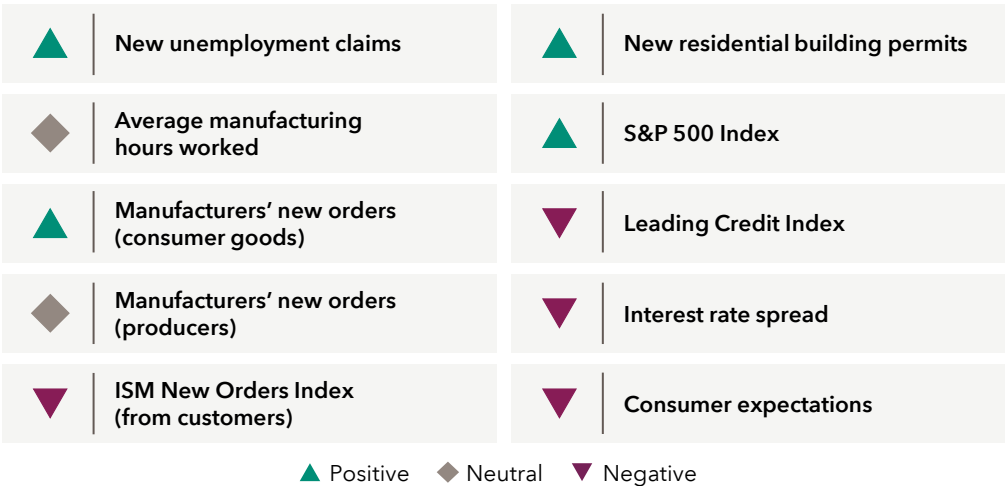 New unemployment claims
Average manufacturing
hours worked
Manufacturers’ new orders
(consumer goods)
Manufacturers’ new orders
(producers)
ISM New Orders Index
(from customers)
New residential building permits
S&P 500 Index
Leading Credit Index
Interest rate spread
Consumer expectations
Positive Neutral Negative